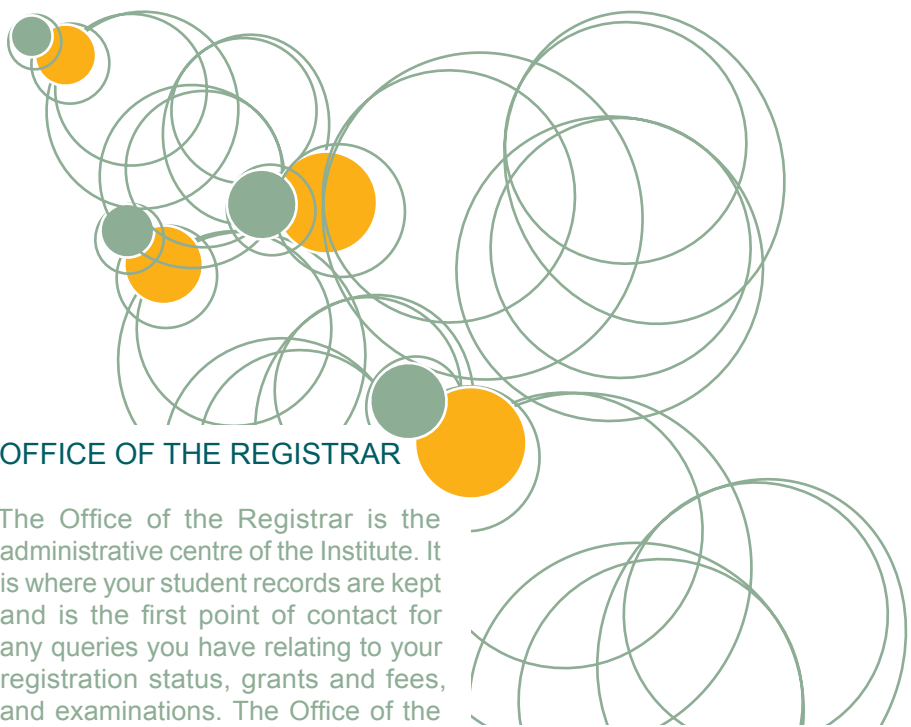 OFFICE OF THE REGISTRAR
The Office of the Registrar is the
administrative centre of the Institute. It
is where your student records are kept
and is the first point of contact for
any queries you have relating to your
registration status, grants and fees,
and examinations. The Office of the